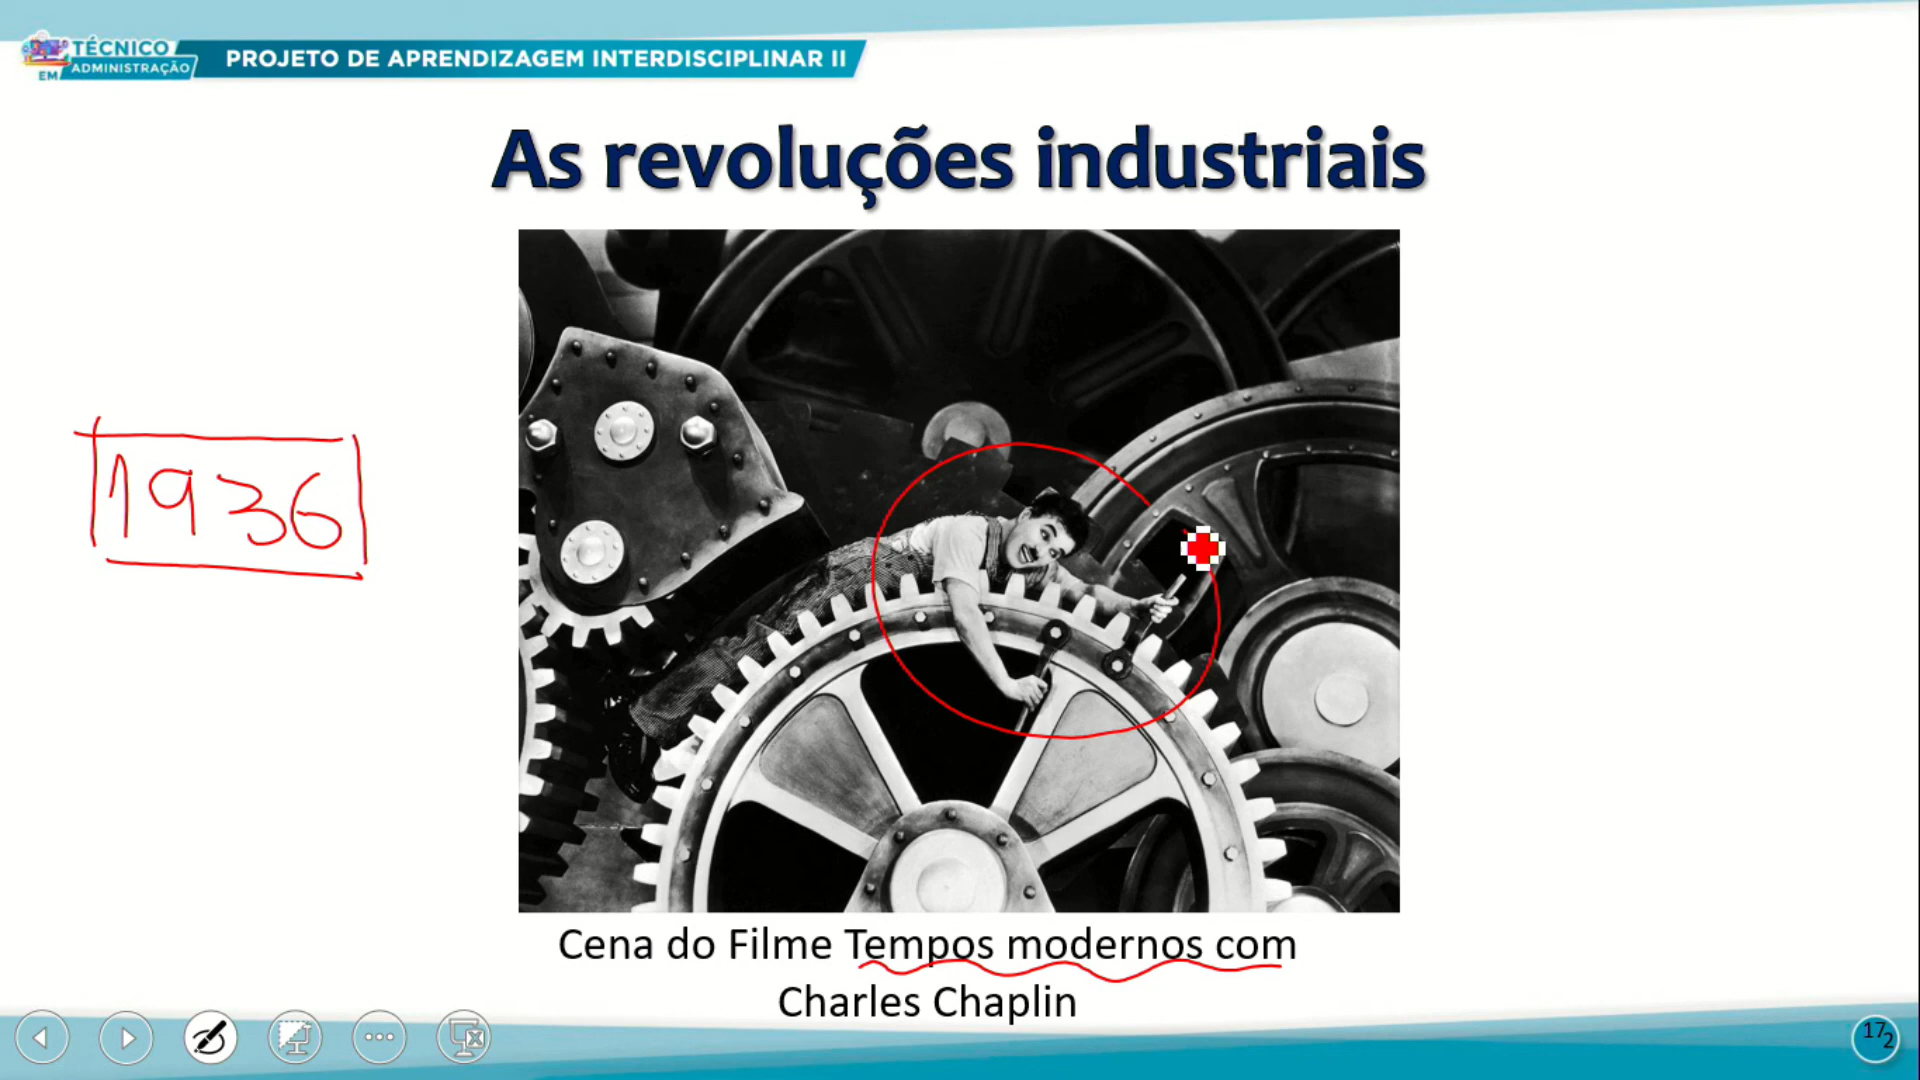 TÉCNICO
EM ADMINISTRAÇÃO
PROJETO DE APRENDIZAGEM INTERDISCIPLINAR II
As revoluções industriais
1936
Cena do Filme Tempos modernos com
Charles Chaplin
172